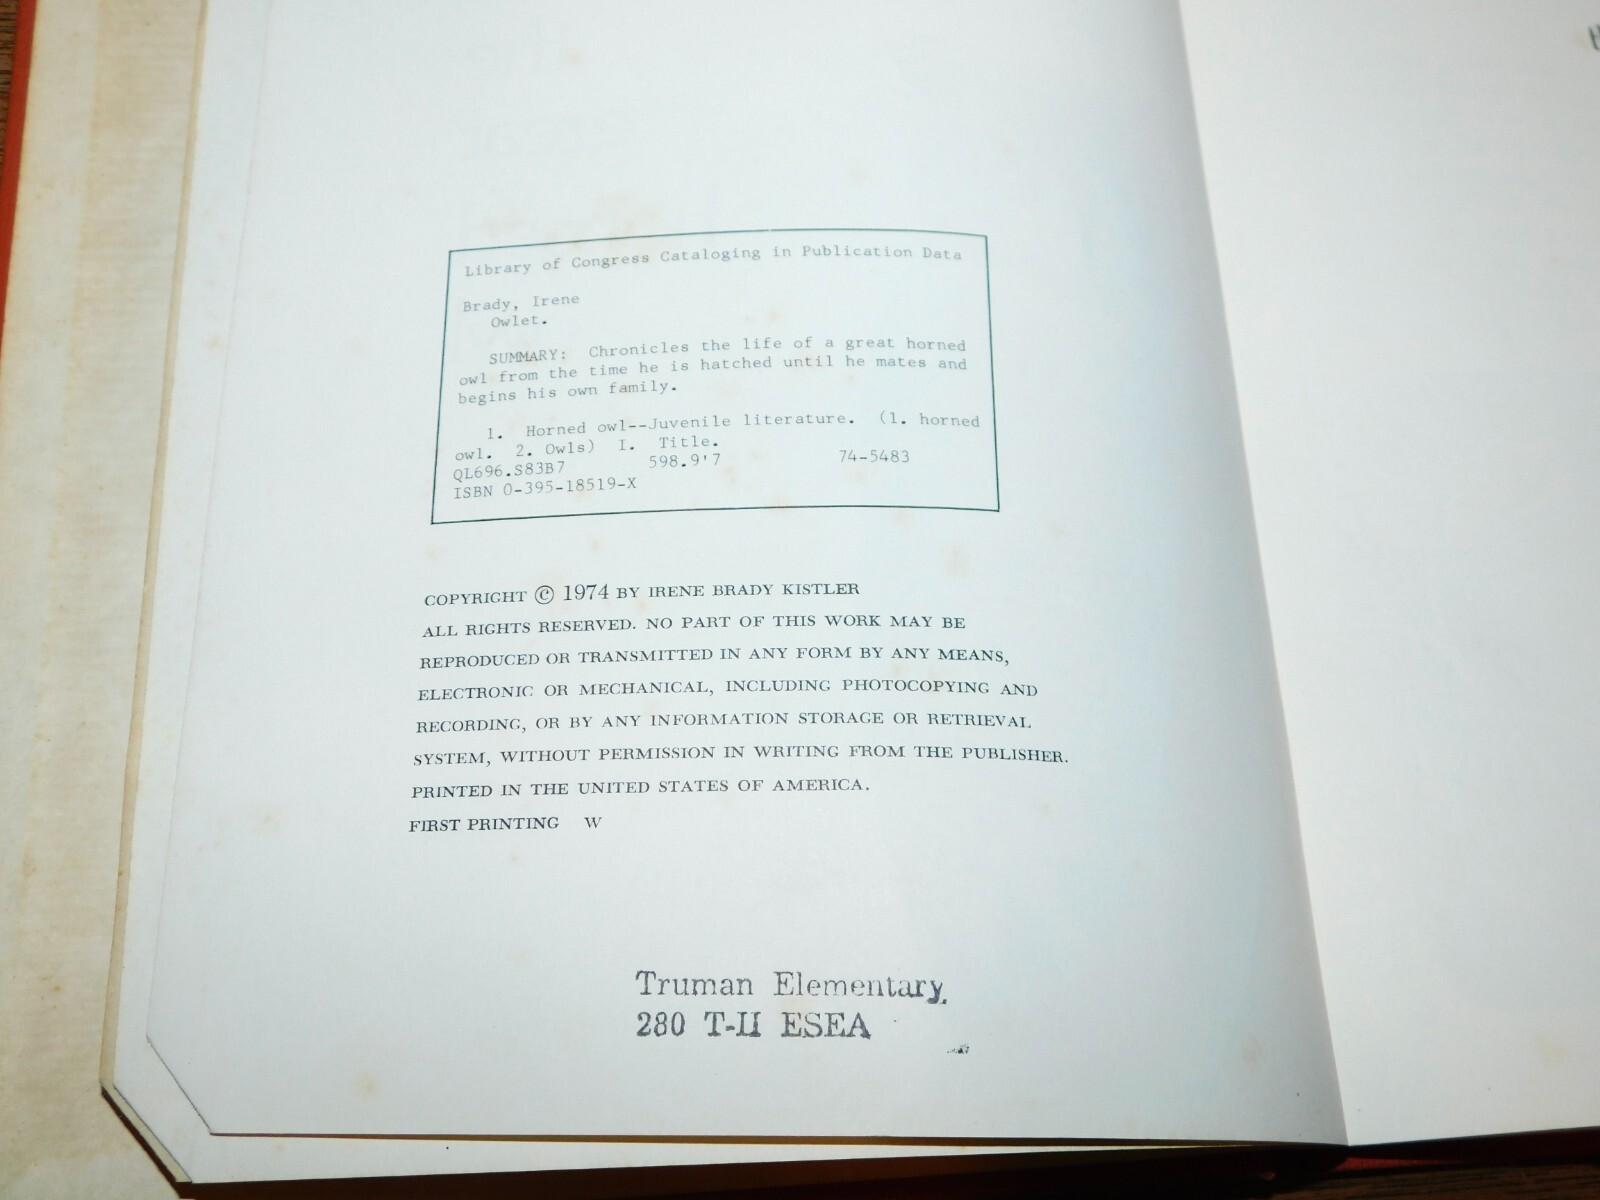 Library of Congress Cataloging in Publication Data
Brady, Irene
Owlet.
SUMMARY: Chronicles the life of a great horned
owl from the time he is hatched until he mates and
begins his own family.
1. Horned owl--Juvenile literature. (1. horned
owl. 2. Owls) I. Title.
QL696.S83B7 598.9'7 74-5483
ISBN 0-395-18519-X
COPYRIGHT © 1974 BY IRENE BRADY KISTLER
ALL RIGHTS RESERVED. NO PART OF THIS WORK MAY BE
REPRODUCED OR TRANSMITTED IN ANY FORM BY ANY MEANS,
ELECTRONIC OR MECHANICAL, INCLUDING PHOTOCOPYING AND
RECORDING, OR BY ANY INFORMATION STORAGE OR RETRIEVAL
SYSTEM, WITHOUT PERMISSION IN WRITING FROM THE PUBLISHER.
PRINTED IN THE UNITED STATES OF AMERICA.
FIRST PRINTING W
Truman Elementary
280 T-II ESEA